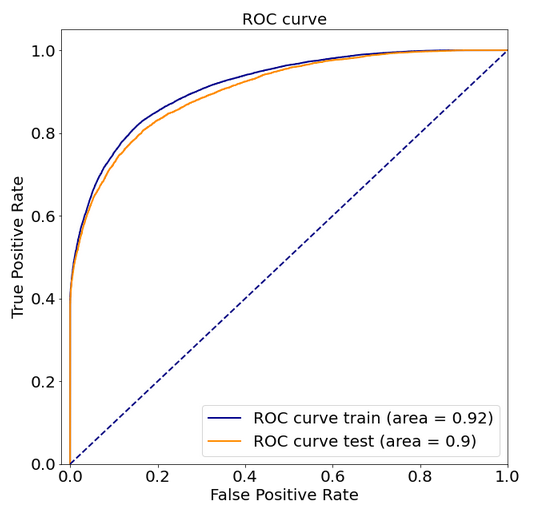 ROC curve
True Positive Rate
1.0
0.8
0.6
0.4
0.2
0.0
ROC curve train (area = 0.92)
ROC curve test (area = 0.9)
0.0 0.2 0.4 0.6 0.8 1.0
False Positive Rate